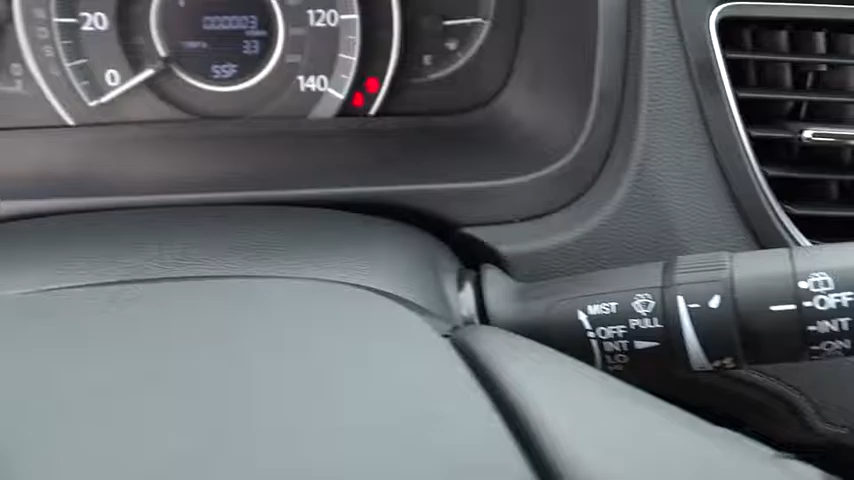 20
0
000003
33
55F
120
140
E
MIST
OFF
INT
LO
PULL
OFF
INT
ON